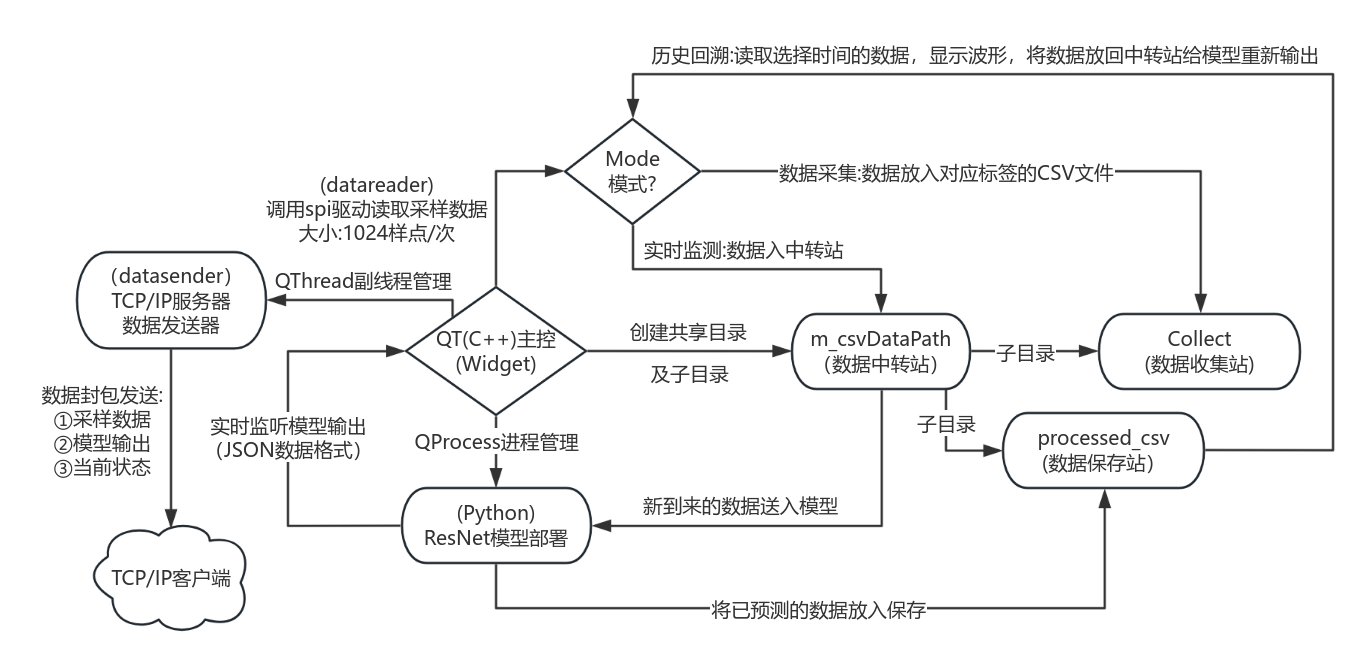 历史回溯:读取选择时间的数据，显示波形，将数据放回中转站给模型重新输出
Mode
模式?
数据采集:数据放入对应标签的CSV文件
(datareader)
调用spi驱动读取采样数据
大小:1024样点/次
实时监测:数据入中转站
（datasender）
TCP/IP服务器
数据发送器
QThread副线程管理
QT(C++)主控
(Widget)
创建共享目录
及子目录
m_csvDataPath
（数据中转站）
子目录
Collect
(数据收集站)
数据封包发送:
①采样数据
②模型输出
③当前状态
实时监听模型输出
（JSON数据格式）
QProcess进程管理
子目录
processed_csv
(数据保存站）
(Python)
ResNet模型部署
新到来的数据送入模型
TCP/IP客户端
将已预测的数据放入保存